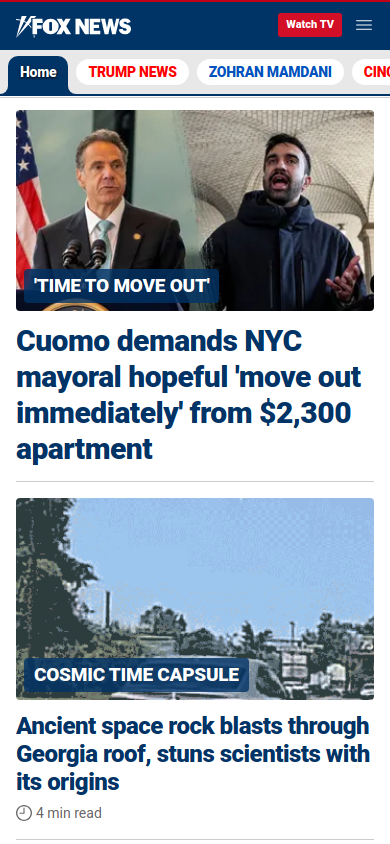 FOX NEWS
Watch TV
Home
TRUMP NEWS
ZOHRAN MAMDANI
'TIME TO MOVE OUT'
Cuomo demands NYC
mayoral hopeful 'move out
immediately' from $2,300
apartment
COSMIC TIME CAPSULE
Ancient space rock blasts through
Georgia roof, stuns scientists with
its origins
4 min read